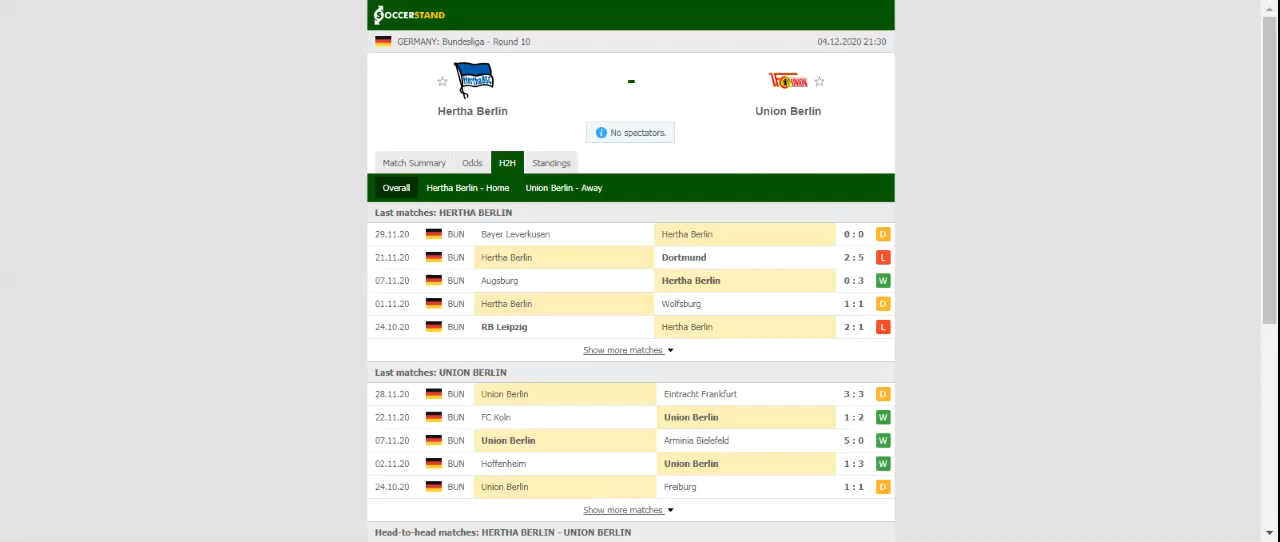 SOCCERSTAND
GERMANY: Bundesliga - Round 10 04.12.2020 21:30
Hertha BSC
FC UNION
-
Hertha Berlin Union Berlin
i No spectators.
Match Summary Odds H2H Standings
Overall Hertha Berlin - Home Union Berlin - Away
Last matches: HERTHA BERLIN
29.11.20 BUN Bayer Leverkusen Hertha Berlin 0 : 0 D
21.11.20 BUN Hertha Berlin Dortmund 2 : 5 L
07.11.20 BUN Augsburg Hertha Berlin 0 : 3 W
01.11.20 BUN Hertha Berlin Wolfsburg 1 : 1 D
24.10.20 BUN RB Leipzig Hertha Berlin 2 : 1 L
Show more matches
Last matches: UNION BERLIN
28.11.20 BUN Union Berlin Eintracht Frankfurt 3 : 3 D
22.11.20 BUN FC Koln Union Berlin 1 : 2 W
07.11.20 BUN Union Berlin Arminia Bielefeld 5 : 0 W
02.11.20 BUN Hoffenheim Union Berlin 1 : 3 W
24.10.20 BUN Union Berlin Freiburg 1 : 1 D
Show more matches
Head-to-head matches: HERTHA BERLIN - UNION BERLIN